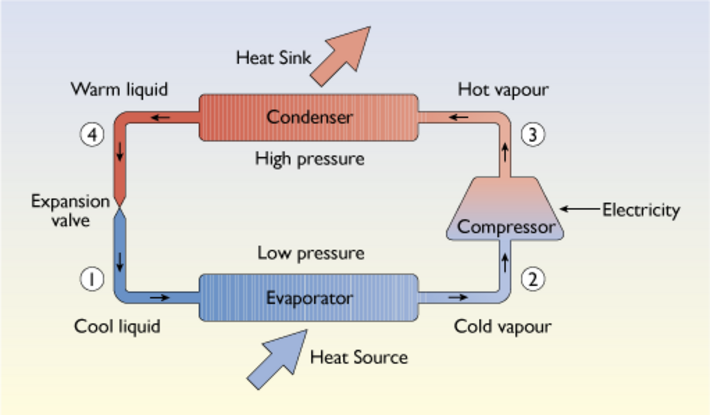 Heat Sink
Warm liquid
Hot vapour
Condenser
4
3
High pressure
Expansion
valve
Electricity
Compressor
Low pressure
1
2
Evaporator
Cool liquid
Cold vapour
Heat Source